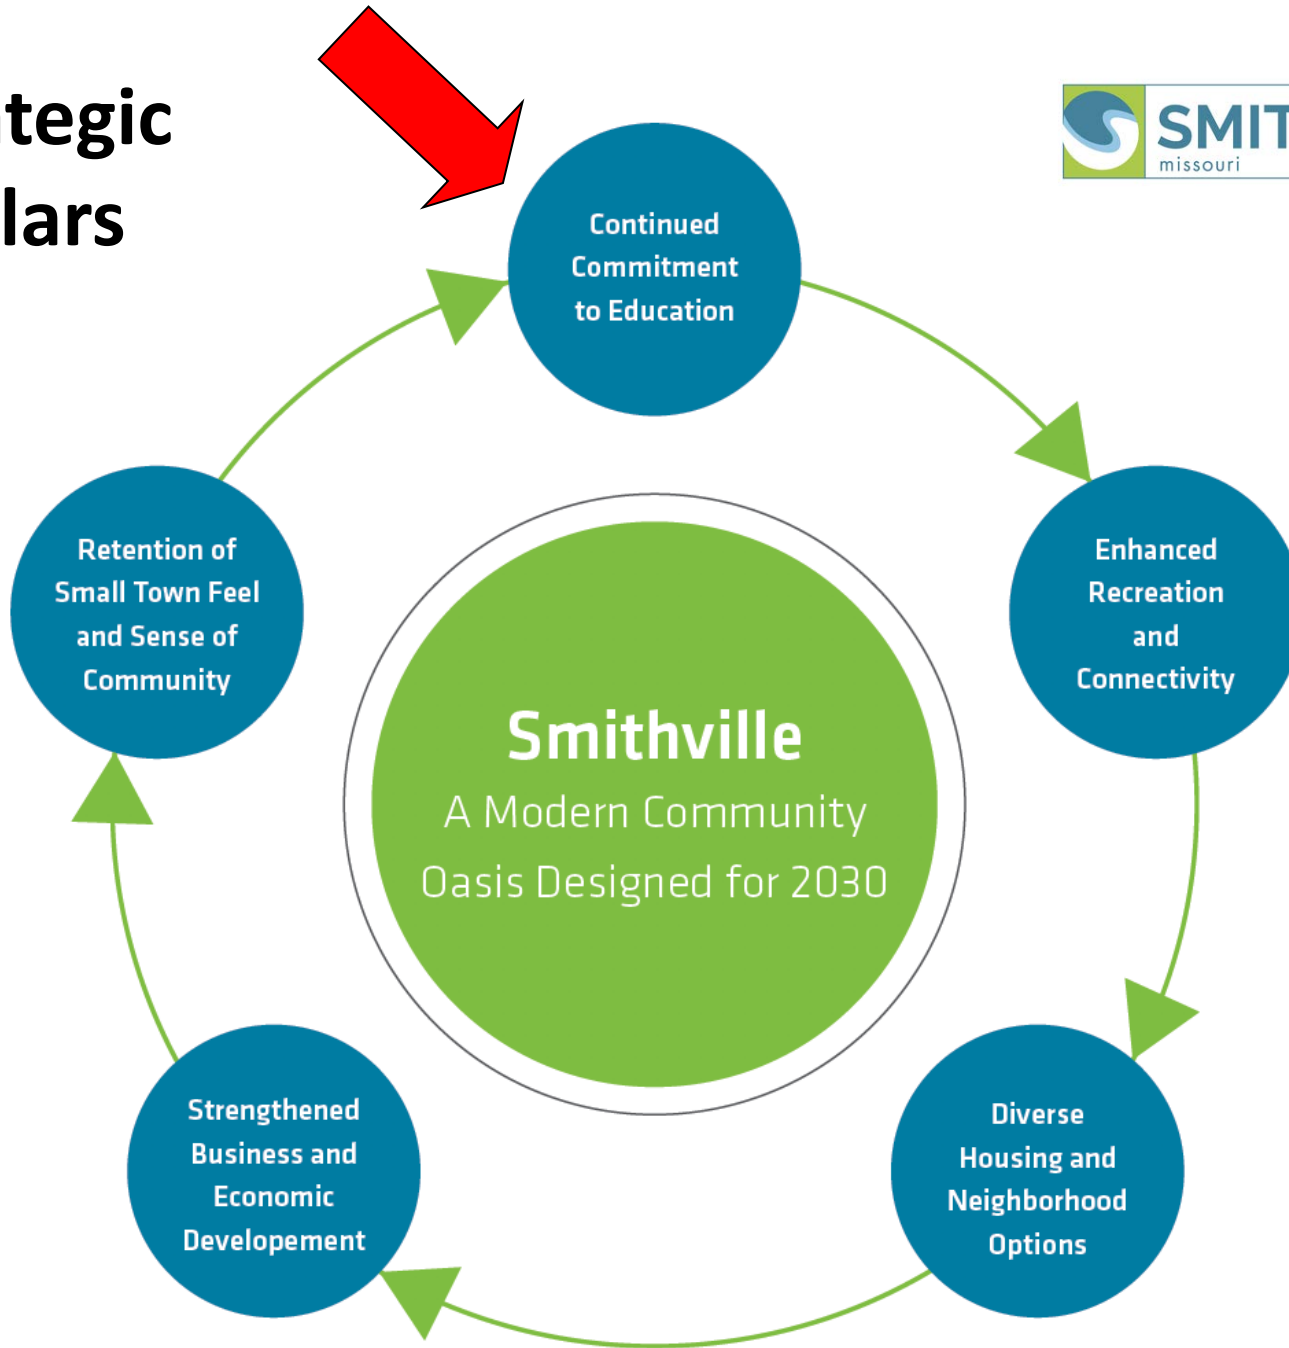 tegic
lars
SMIT
missouri
Continued
Commitment
to Education
Enhanced
Recreation
and
Connectivity
Retention of
Small Town Feel
and Sense of
Community
Smithville
A Modern Community
Oasis Designed for 2030
Strengthened
Business and
Economic
Developement
Diverse
Housing and
Neighborhood
Options